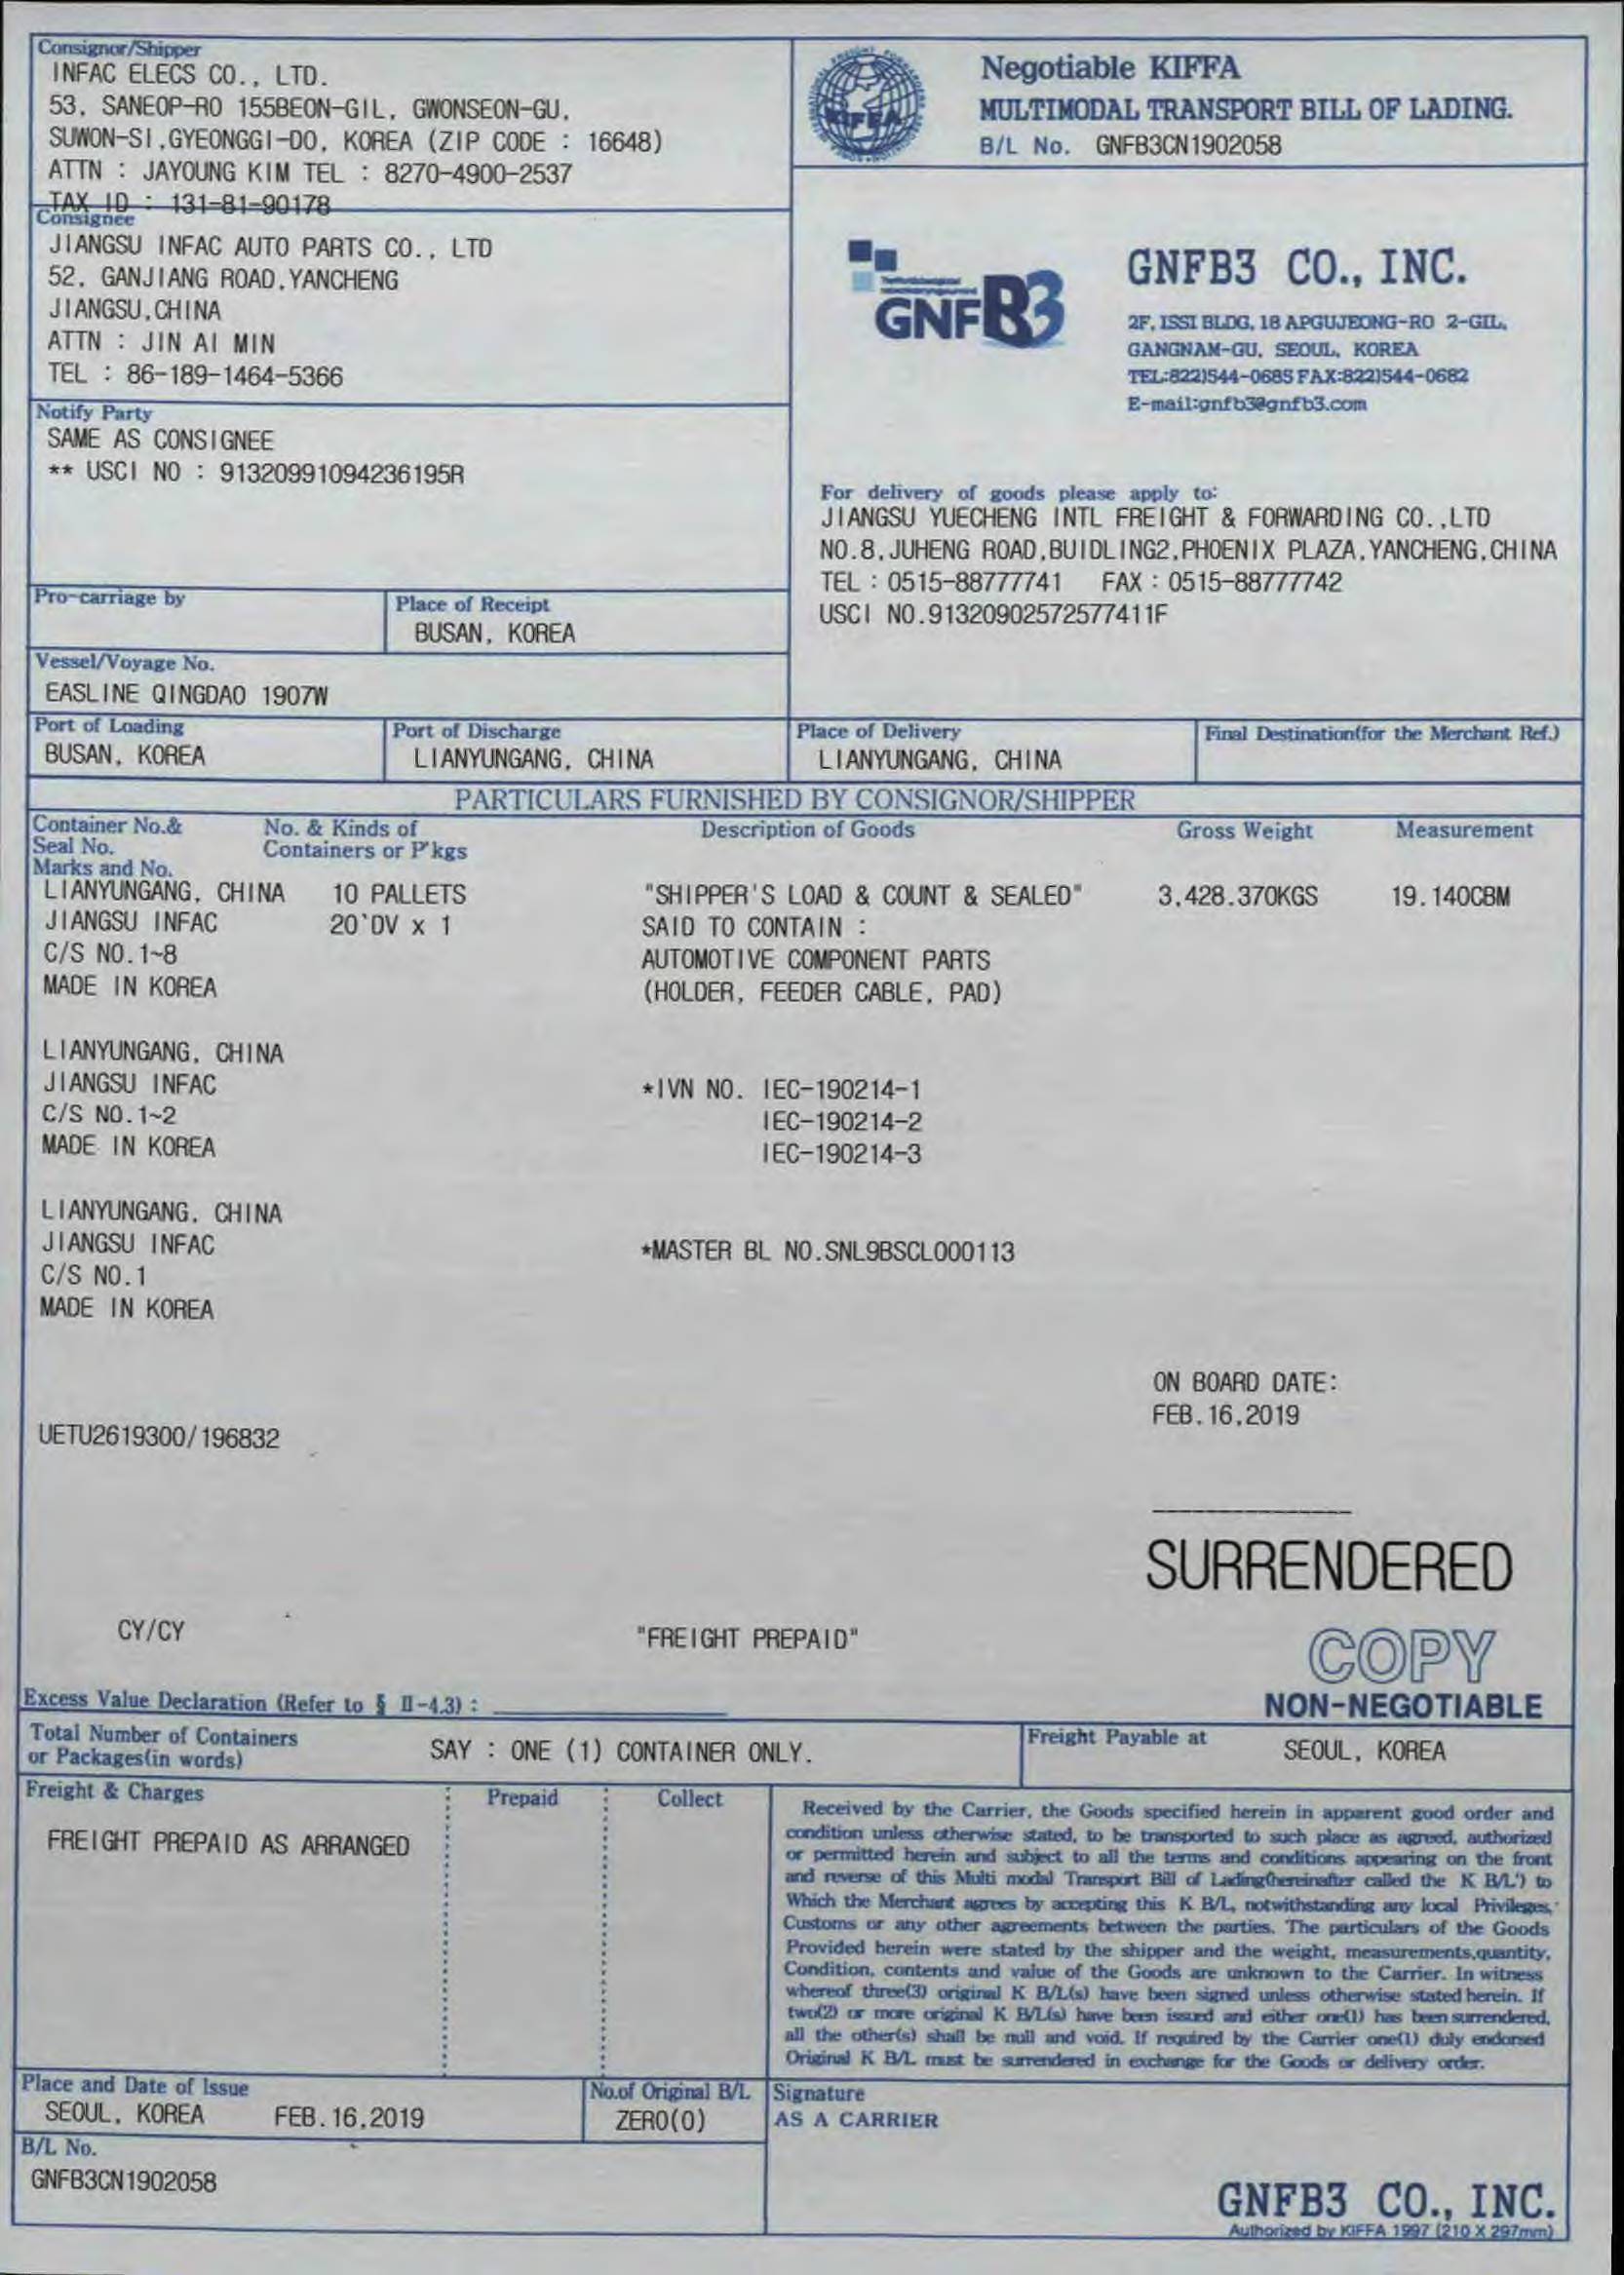 Consignor/Shipper
INFAC ELECS CO., LTD.
53, SANEOP-RO 155BEON-GIL, GWONSEON-GU,
SUWON-SI,GYEONGGI-DO, KOREA (ZIP CODE : 16648)
ATTN : JAYOUNG KIM TEL : 8270-4900-2537
TAX ID : 131-81-90178
Consignee
JIANGSU INFAC AUTO PARTS CO., LTD
52, GANJIANG ROAD,YANCHENG
JIANGSU,CHINA
ATTN : JIN AI MIN
TEL : 86-189-1464-5366
Notify Party
SAME AS CONSIGNEE
** USCI NO : 91320991094236195R
Pro-carriage by
Place of Receipt
BUSAN, KOREA
Vessel/Voyage No.
EASLINE QINGDAO 1907W
KIFFA
Negotiable KIFFA
MULTIMODAL TRANSPORT BILL OF LADING.
B/L No. GNFB3CN1902058
GNFB3
GNFB3 CO., INC.
2F, ISSI BLDG, 18 APGUJEONG-RO 2-GIL,
GANGNAM-GU, SEOUL, KOREA
TEL:822)544-0685 FAX:822)544-0682
E-mail:gnfb3@gnfb3.com
For delivery of goods please apply to:
JIANGSU YUECHENG INTL FREIGHT & FORWARDING CO.,LTD
NO.8,JUHENG ROAD,BUIDLING2,PHOENIX PLAZA,YANCHENG,CHINA
TEL : 0515-88777741 FAX : 0515-88777742
USCI NO.91320902572577411F
Port of Loading
BUSAN, KOREA
Port of Discharge
LIANYUNGANG, CHINA
Place of Delivery
LIANYUNGANG, CHINA
Final Destination(for the Merchant Ref.)
PARTICULARS FURNISHED BY CONSIGNOR/SHIPPER
Container No.&
Seal No.
Marks and No.
No. & Kinds of
Containers or P'kgs
Description of Goods
Gross Weight
Measurement
LIANYUNGANG, CHINA 10 PALLETS "SHIPPER'S LOAD & COUNT & SEALED" 3,428.370KGS 19.140CBM
JIANGSU INFAC 20'DV x 1 SAID TO CONTAIN :
C/S NO.1~8 AUTOMOTIVE COMPONENT PARTS
MADE IN KOREA (HOLDER, FEEDER CABLE, PAD)
LIANYUNGANG, CHINA
JIANGSU INFAC *IVN NO. IEC-190214-1
C/S NO.1~2 IEC-190214-2
MADE IN KOREA IEC-190214-3
LIANYUNGANG, CHINA
JIANGSU INFAC *MASTER BL NO.SNL9BSCL000113
C/S NO.1
MADE IN KOREA
ON BOARD DATE:
FEB.16,2019
UETU2619300/196832
SURRENDERED
CY/CY "FREIGHT PREPAID"
COPY
NON-NEGOTIABLE
Excess Value Declaration (Refer to § II-4.3) :
Total Number of Containers
or Packages(in words)
SAY : ONE (1) CONTAINER ONLY.
Freight Payable at
SEOUL, KOREA
Freight & Charges
Prepaid
Collect
FREIGHT PREPAID AS ARRANGED
Received by the Carrier, the Goods specified herein in apparent good order and
condition unless otherwise stated, to be transported to such place as agreed, authorized
or permitted herein and subject to all the terms and conditions appearing on the front
and reverse of this Multi modal Transport Bill of Lading(hereinafter called the K B/L') to
Which the Merchant agrees by accepting this K B/L, notwithstanding any local Privileges,
Customs or any other agreements between the parties. The particulars of the Goods
Provided herein were stated by the shipper and the weight, measurements,quantity,
Condition, contents and value of the Goods are unknown to the Carrier. In witness
whereof three(3) original K B/L(s) have been signed unless otherwise stated herein. If
two(2) or more original K B/L(s) have been issued and either one(1) has been surrendered,
all the other(s) shall be null and void. If required by the Carrier one(1) duly endorsed
Original K B/L must be surrendered in exchange for the Goods or delivery order.
Place and Date of Issue
SEOUL, KOREA FEB.16,2019
No.of Original B/L
ZERO(0)
Signature
AS A CARRIER
B/L No.
GNFB3CN1902058
GNFB3 CO., INC.
Authorized by KIFFA 1997 (210 X 297mm)